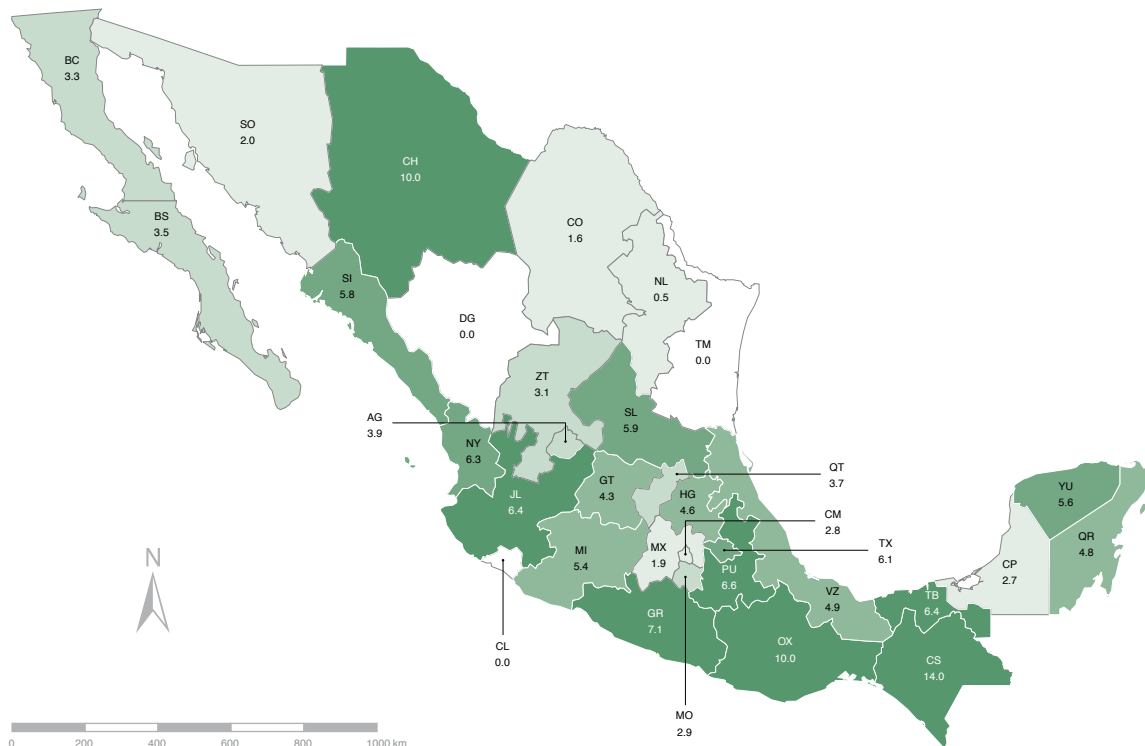 BC
3.3
SO
2.0
CH
10.0
BS
3.5
CO
1.6
SI
5.8
NL
0.5
DG
0.0
TM
0.0
ZT
3.1
AG
3.9
SL
5.9
NY
6.3
QT
3.7
GT
4.3
HG
4.6
YU
5.6
JL
6.4
CM
2.8
QR
4.8
MI
5.4
MX
1.9
TX
6.1
N
PU
6.6
CP
2.7
VZ
4.9
TB
6.4
GR
7.1
CL
0.0
OX
10.0
CS
14.0
MO
2.9
0 200 400 600 800 1000 km